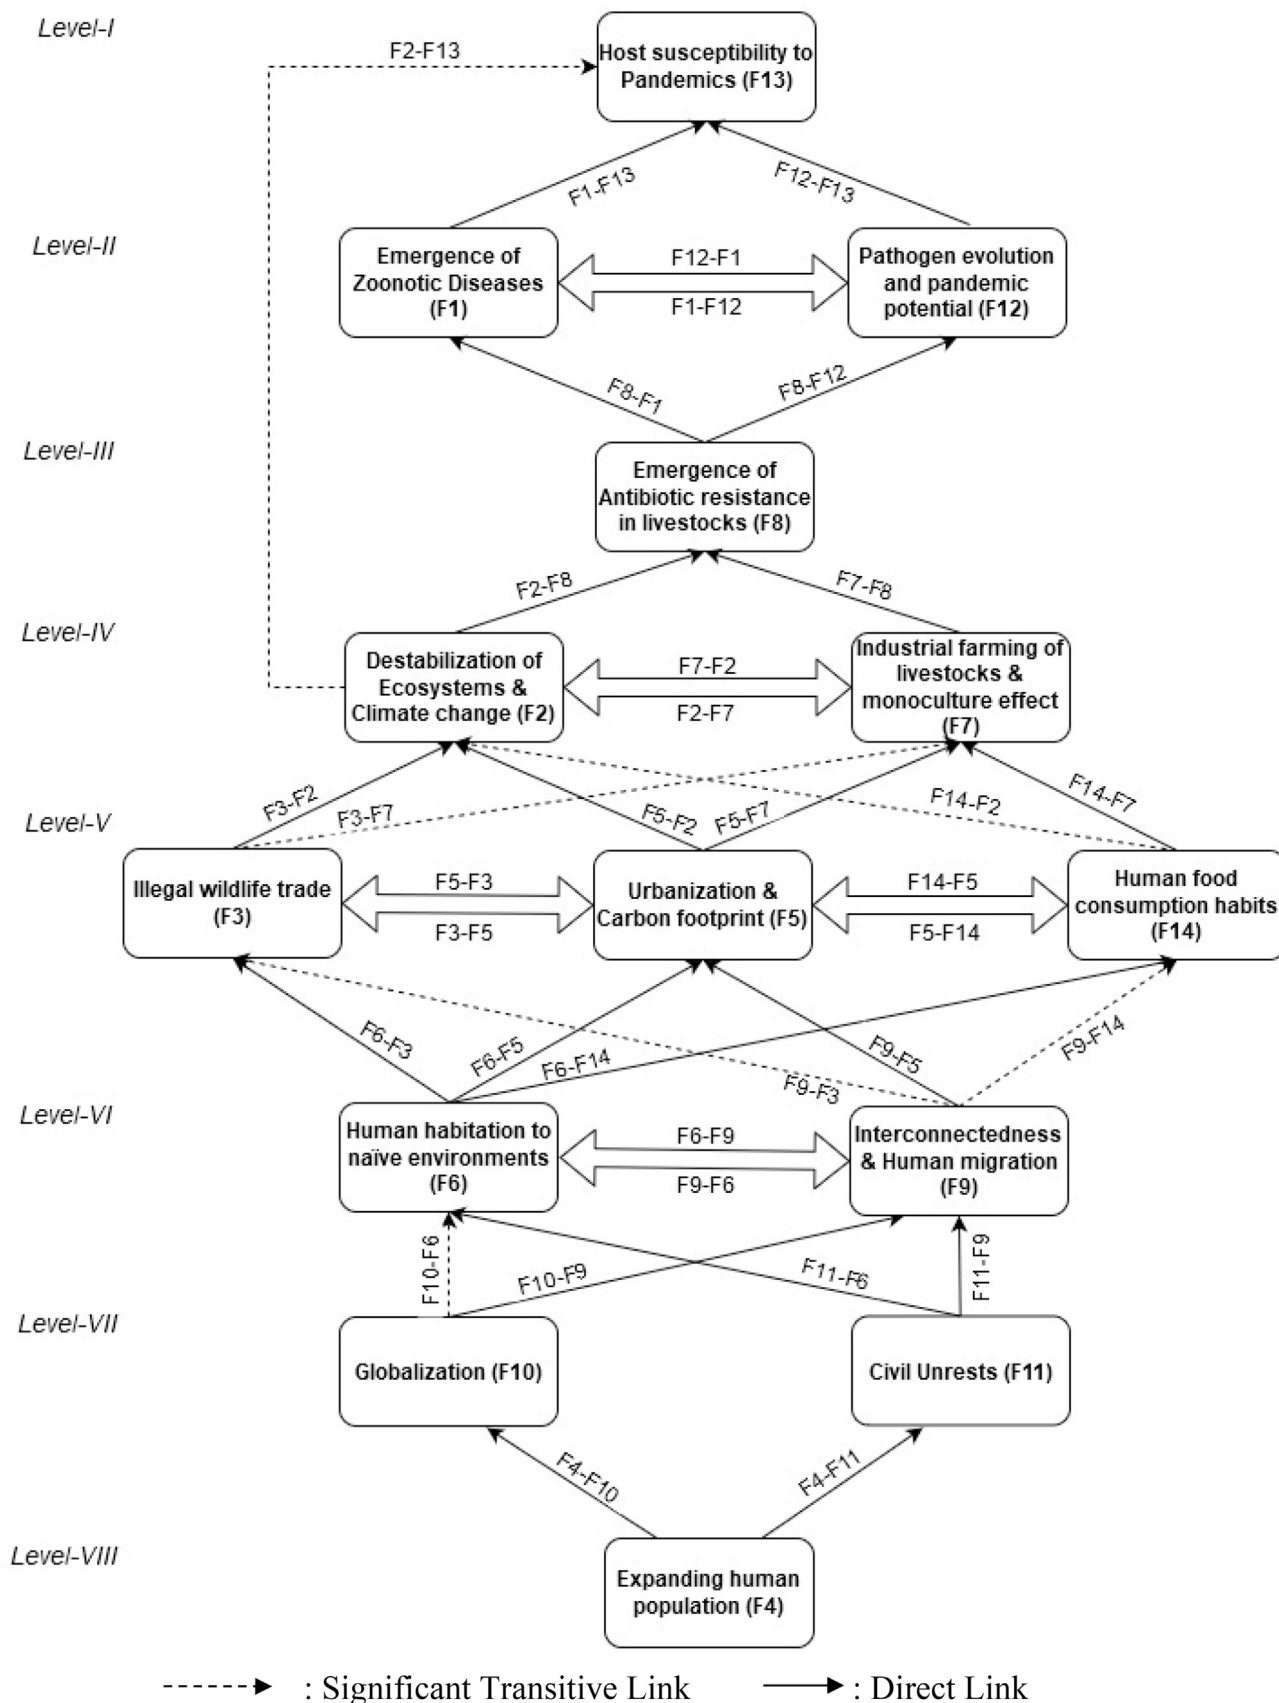 Level-I
F2-F13
Host susceptibility to
Pandemics (F13)
F1-F13
F12-F13
Level-II
Emergence of
Zoonotic Diseases
(F1)
F12-F1
F1-F12
Pathogen evolution
and pandemic
potential (F12)
F8-F1
F8-F12
Level-III
Emergence of
Antibiotic resistance
in livestocks (F8)
F2-F8
F7-F8
Level-IV
Destabilization of
Ecosystems &
Climate change (F2)
F7-F2
F2-F7
Industrial farming of
livestocks &
monoculture effect
(F7)
F3-F2
F3-F7
F5-F2
F5-F7
F14-F2
F14-F7
Level-V
Illegal wildlife trade
(F3)
F5-F3
F3-F5
Urbanization &
Carbon footprint (F5)
F14-F5
F5-F14
Human food
consumption habits
(F14)
F6-F3
F6-F5
F6-F14
F9-F3
F9-F5
F9-F14
Level-VI
Human habitation to
naïve environments
(F6)
F6-F9
F9-F6
Interconnectedness
& Human migration
(F9)
F10-F6
F10-F9
F11-F6
F11-F9
Level-VII
Globalization (F10)
Civil Unrests (F11)
F4-F10
F4-F11
Level-VIII
Expanding human
population (F4)
: Significant Transitive Link
: Direct Link